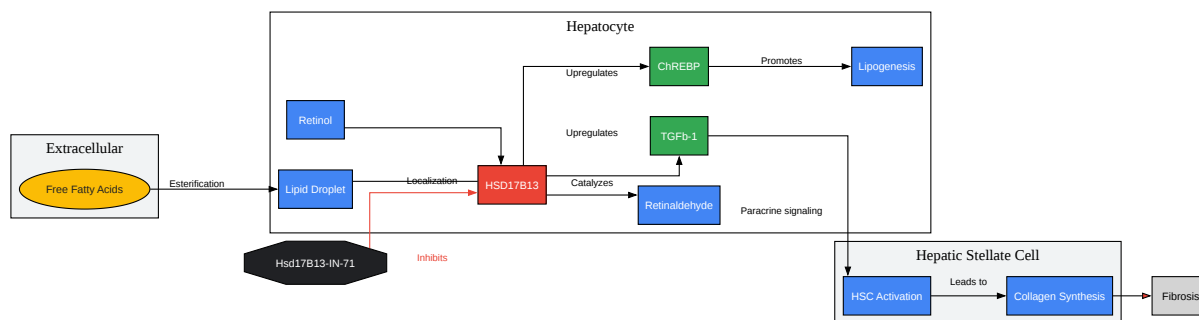 Hepatocyte
ChREBP
Promotes
Lipogenesis
Upregulates
Retinol
Upregulates
TGFb-1
Extracellular
Free Fatty Acids
Esterification
Lipid Droplet
Localization
HSD17B13
Catalyzes
Retinaldehyde
Paracrine signaling
Hsd17B13-IN-71
Inhibits
Hepatic Stellate Cell
HSC Activation
Leads to
Collagen Synthesis
Fibrosis